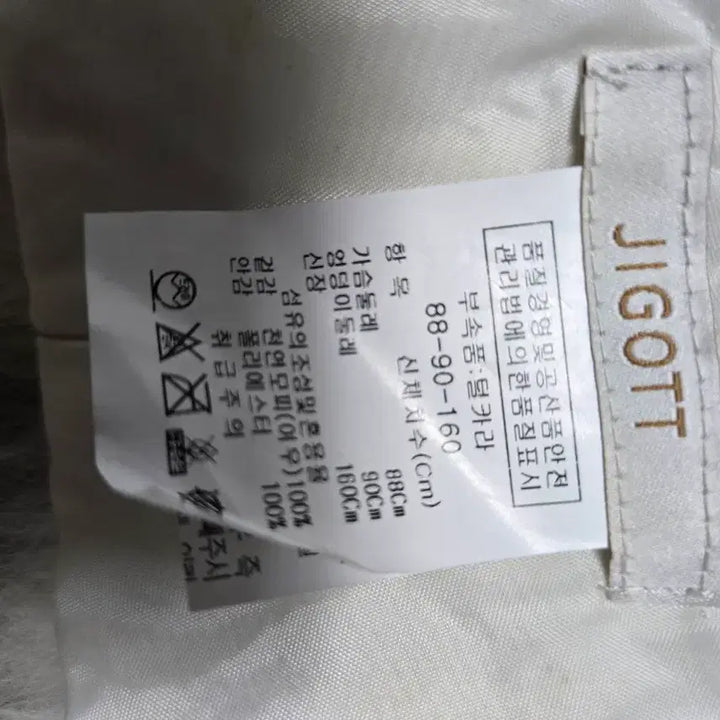 JIGOTT
품질경영및공산품안전
관리법에의한품질표시
부속품:털카라
88-90-160
항 목 신체치수(Cm)
가슴둘레 88Cm
엉덩이둘레 90Cm
신장 160Cm
섬유의조성및혼용율
겉감 천연모피(여우)100%
안감 폴리에스터 100%
취급주의